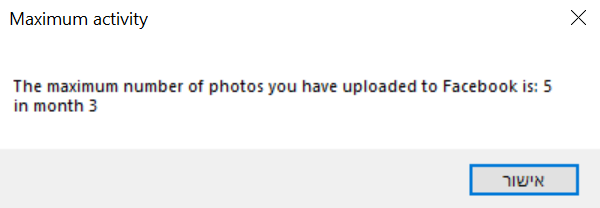 Maximum activity
The maximum number of photos you have uploaded to Facebook is: 5
in month 3
אישור